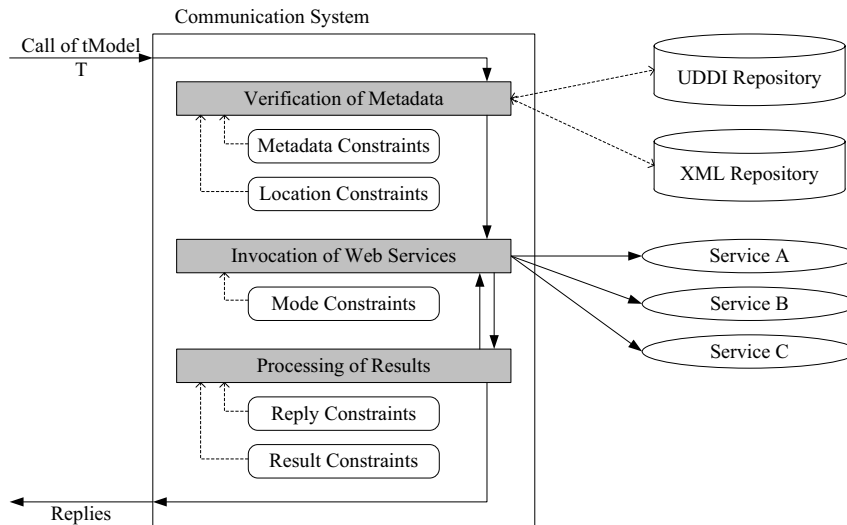 Communication System
Call of tModel
T
Verification of Metadata
UDDI Repository
Metadata Constraints
XML Repository
Location Constraints
Invocation of Web Services
Service A
Mode Constraints
Service B
Service C
Processing of Results
Reply Constraints
Result Constraints
Replies